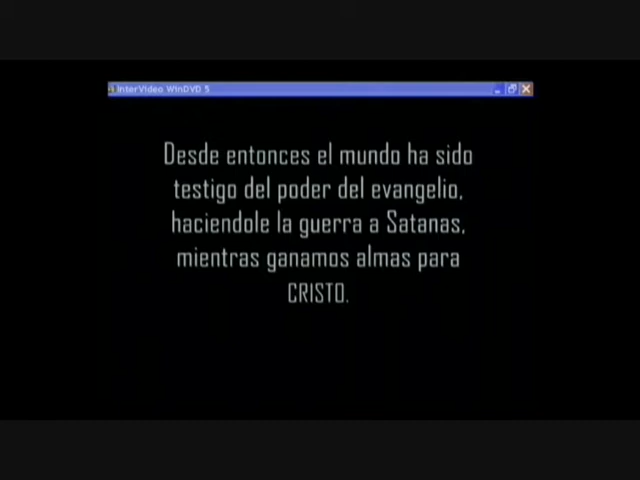 InterVideo WinDVD 5
Desde entonces el mundo ha sido
testigo del poder del evangelio,
haciendole la guerra a Satanas,
mientras ganamos almas para
CRISTO.